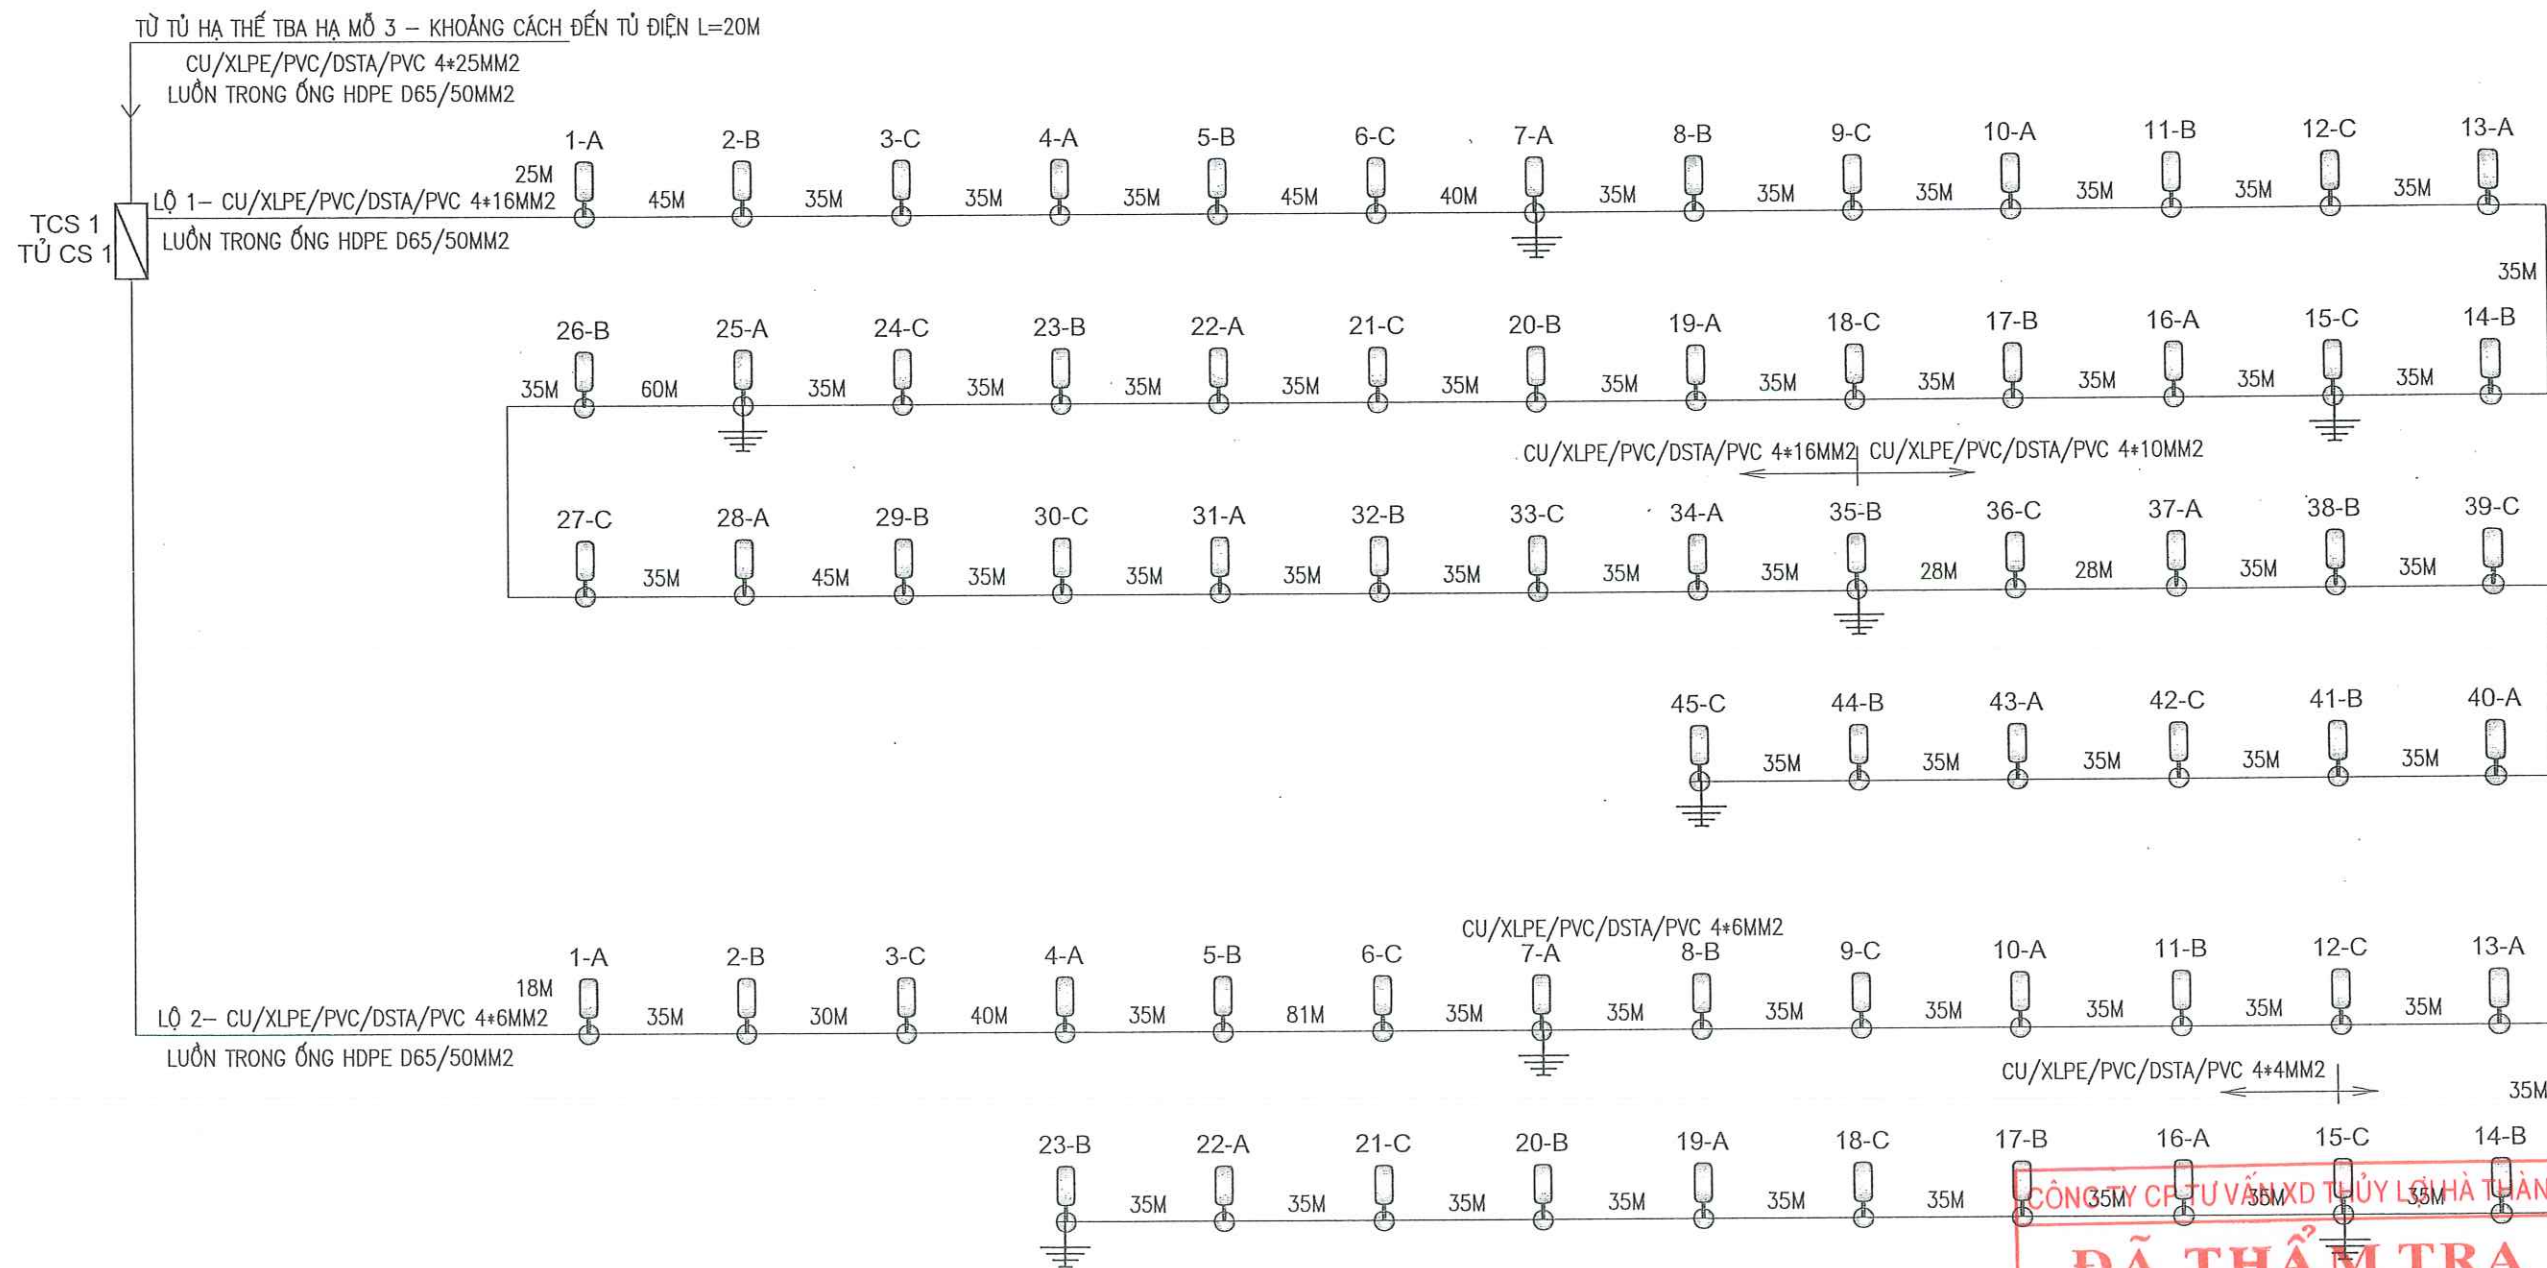 TỪ TỦ HẠ THẾ TBA HẠ MỖ 3 – KHOẢNG CÁCH ĐẾN TỦ ĐIỆN L=20M
CU/XLPE/PVC/DSTA/PVC 4*25MM2
LUỒN TRONG ỐNG HDPE D65/50MM2
1-A 2-B 3-C 4-A 5-B 6-C 7-A 8-B 9-C 10-A 11-B 12-C 13-A
25M
LỘ 1– CU/XLPE/PVC/DSTA/PVC 4*16MM2 45M 35M 35M 35M 45M 40M 35M 35M 35M 35M 35M 35M
TCS 1
TỦ CS 1
LUỒN TRONG ỐNG HDPE D65/50MM2
35M
26-B 25-A 24-C 23-B 22-A 21-C 20-B 19-A 18-C 17-B 16-A 15-C 14-B
35M 60M 35M 35M 35M 35M 35M 35M 35M 35M 35M 35M 35M
CU/XLPE/PVC/DSTA/PVC 4*16MM2 CU/XLPE/PVC/DSTA/PVC 4*10MM2
27-C 28-A 29-B 30-C 31-A 32-B 33-C 34-A 35-B 36-C 37-A 38-B 39-C
35M 45M 35M 35M 35M 35M 35M 35M 28M 28M 35M 35M
45-C 44-B 43-A 42-C 41-B 40-A
35M 35M 35M 35M 35M
CU/XLPE/PVC/DSTA/PVC 4*6MM2
1-A 2-B 3-C 4-A 5-B 6-C 7-A 8-B 9-C 10-A 11-B 12-C 13-A
18M
LỘ 2– CU/XLPE/PVC/DSTA/PVC 4*6MM2 35M 30M 40M 35M 81M 35M 35M 35M 35M 35M 35M 35M
LUỒN TRONG ỐNG HDPE D65/50MM2
CU/XLPE/PVC/DSTA/PVC 4*4MM2
35M
23-B 22-A 21-C 20-B 19-A 18-C 17-B 16-A 15-C 14-B
35M 35M 35M 35M 35M 35M 35M 35M 35M
CÔNG TY CP TƯ VẤN XD THỦY LỢI HÀ THÀN
ĐÃ THẨM TRA